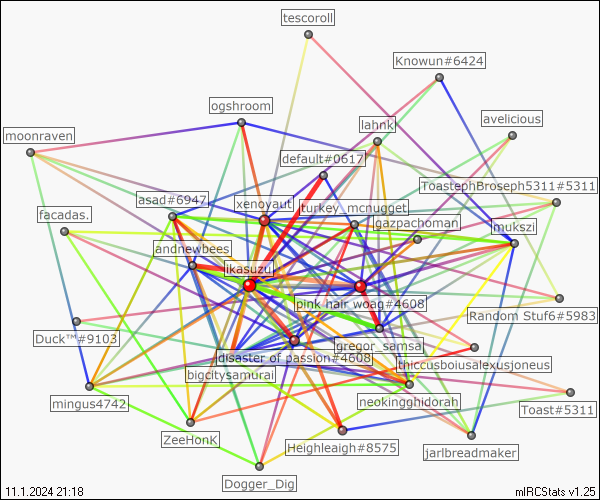 tescoroll
Knowun#6424
ogshroom
avelicious
lahnk
moonraven
default#0617
ToastephBroseph5311#5311
asad#6947
xenoyaut
turkey_mcnugget
facadas.
gazpachoman
mukszi
andnewbees
ikasuzu
pink hair woag#4608
Random Stuf6#5983
Duck™#9103
gregor_samsa
disaster of passion#4608
thiccusboiusalexusjoneus
bigcitysamurai
mingus4742
neokingghidorah
Toast#5311
ZeeHonK
Heighleaigh#8575
jarlbreadmaker
Dogger_Dig
11.1.2024 21:18
mIRCStats v1.25